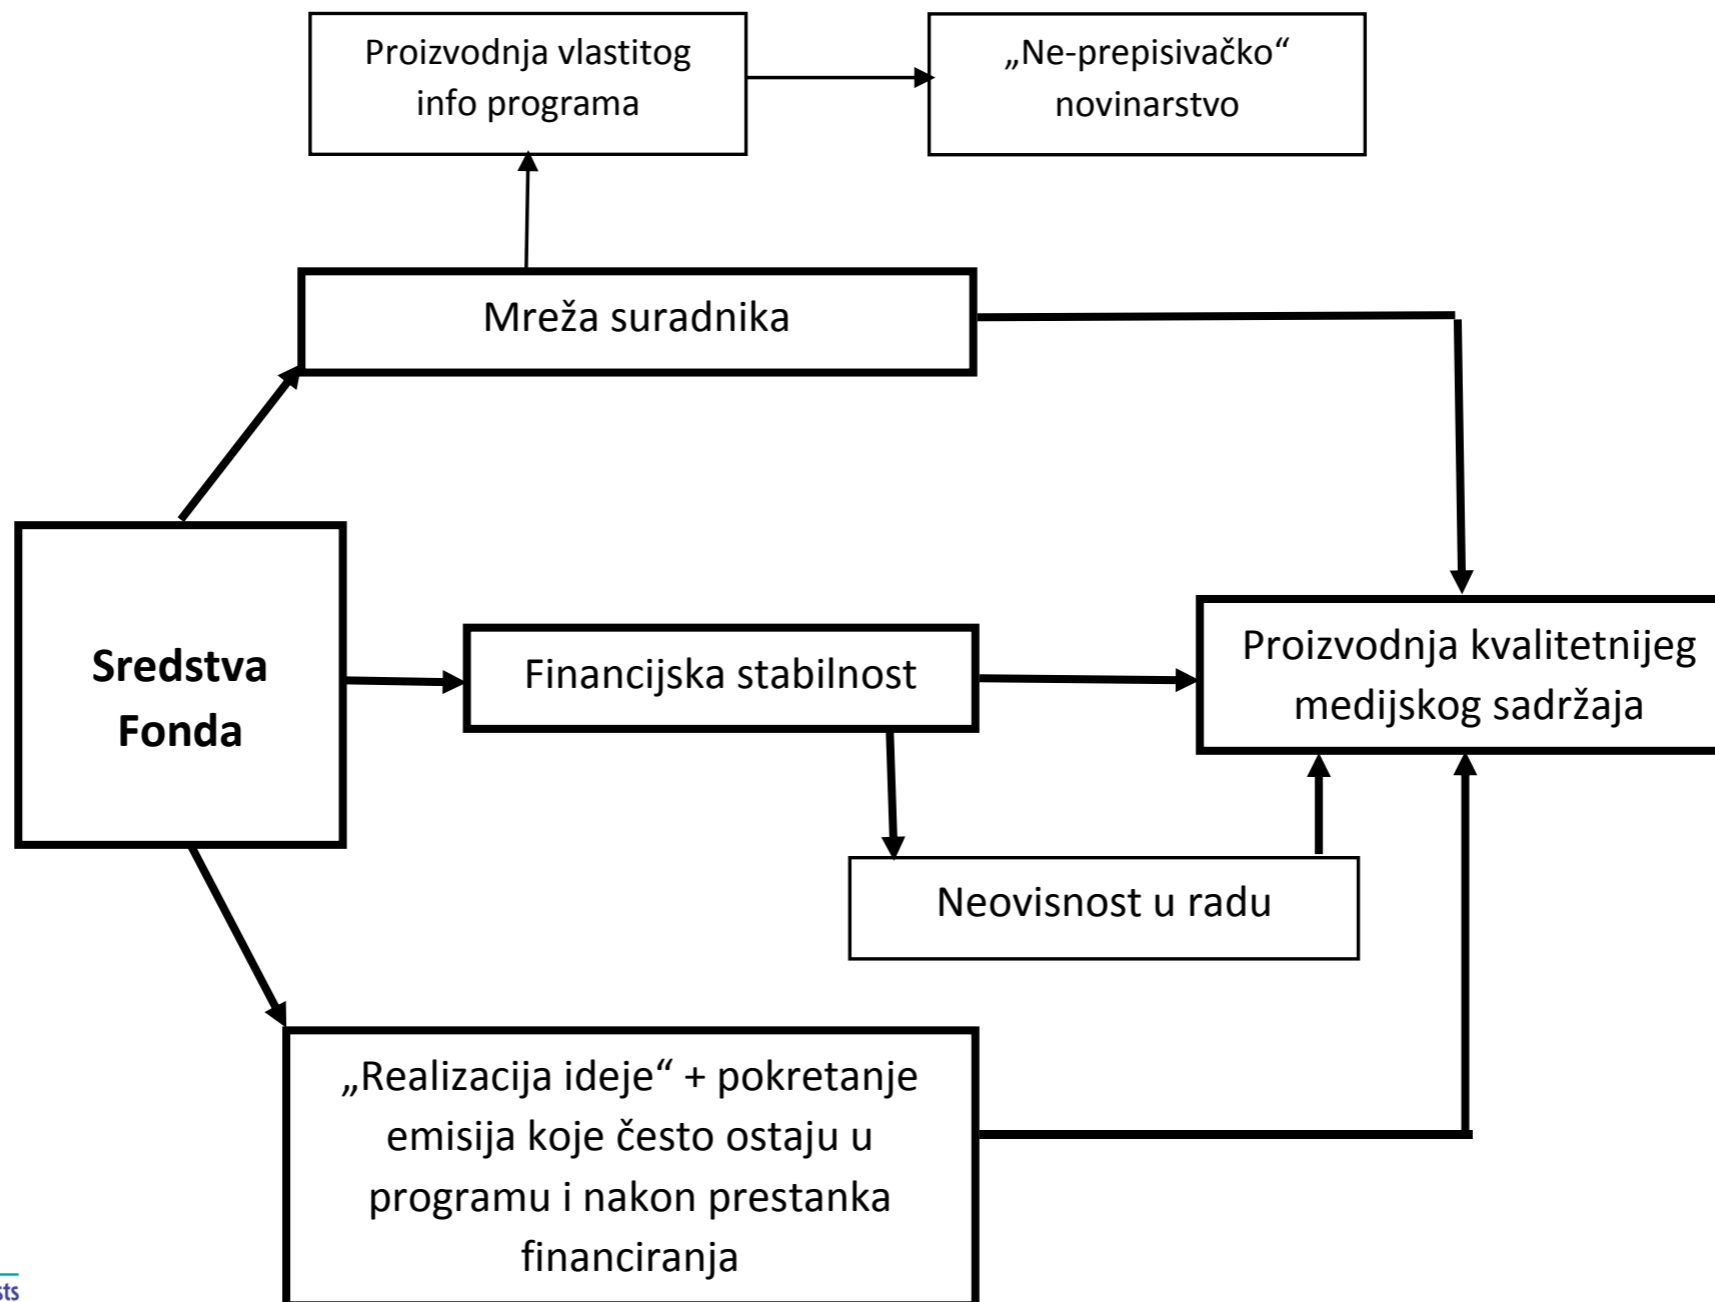 Proizvodnja vlastitog
info programa
„Ne-prepisivačko“
novinarstvo
Mreža suradnika
Sredstva
Fonda
Financijska stabilnost
Proizvodnja kvalitetnijeg
medijskog sadržaja
Neovisnost u radu
„Realizacija ideje“ + pokretanje
emisija koje često ostaju u
programu i nakon prestanka
financiranja
sts